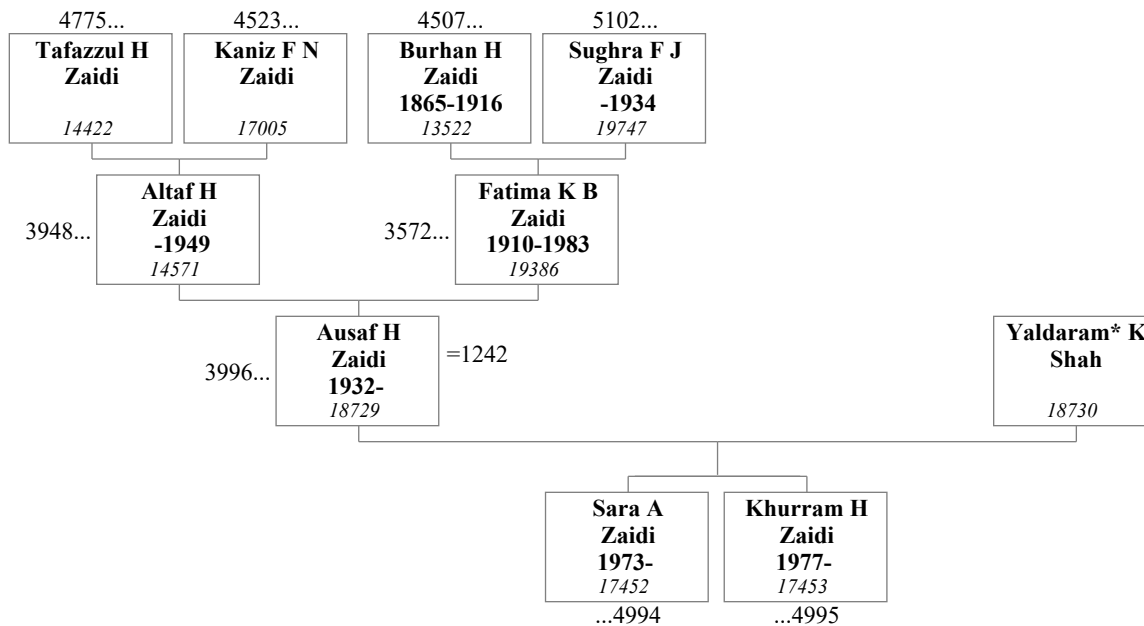 4775...
4523...
4507...
5102...
Tafazzul H
Zaidi
14422
Kaniz F N
Zaidi
17005
Burhan H
Zaidi
1865-1916
13522
Sughra F J
Zaidi
-1934
19747
3948...
Altaf H
Zaidi
-1949
14571
3572...
Fatima K B
Zaidi
1910-1983
19386
3996...
Ausaf H
Zaidi
1932-
18729
=1242
Yaldaram* K
Shah
18730
Sara A
Zaidi
1973-
17452
...4994
Khurram H
Zaidi
1977-
17453
...4995